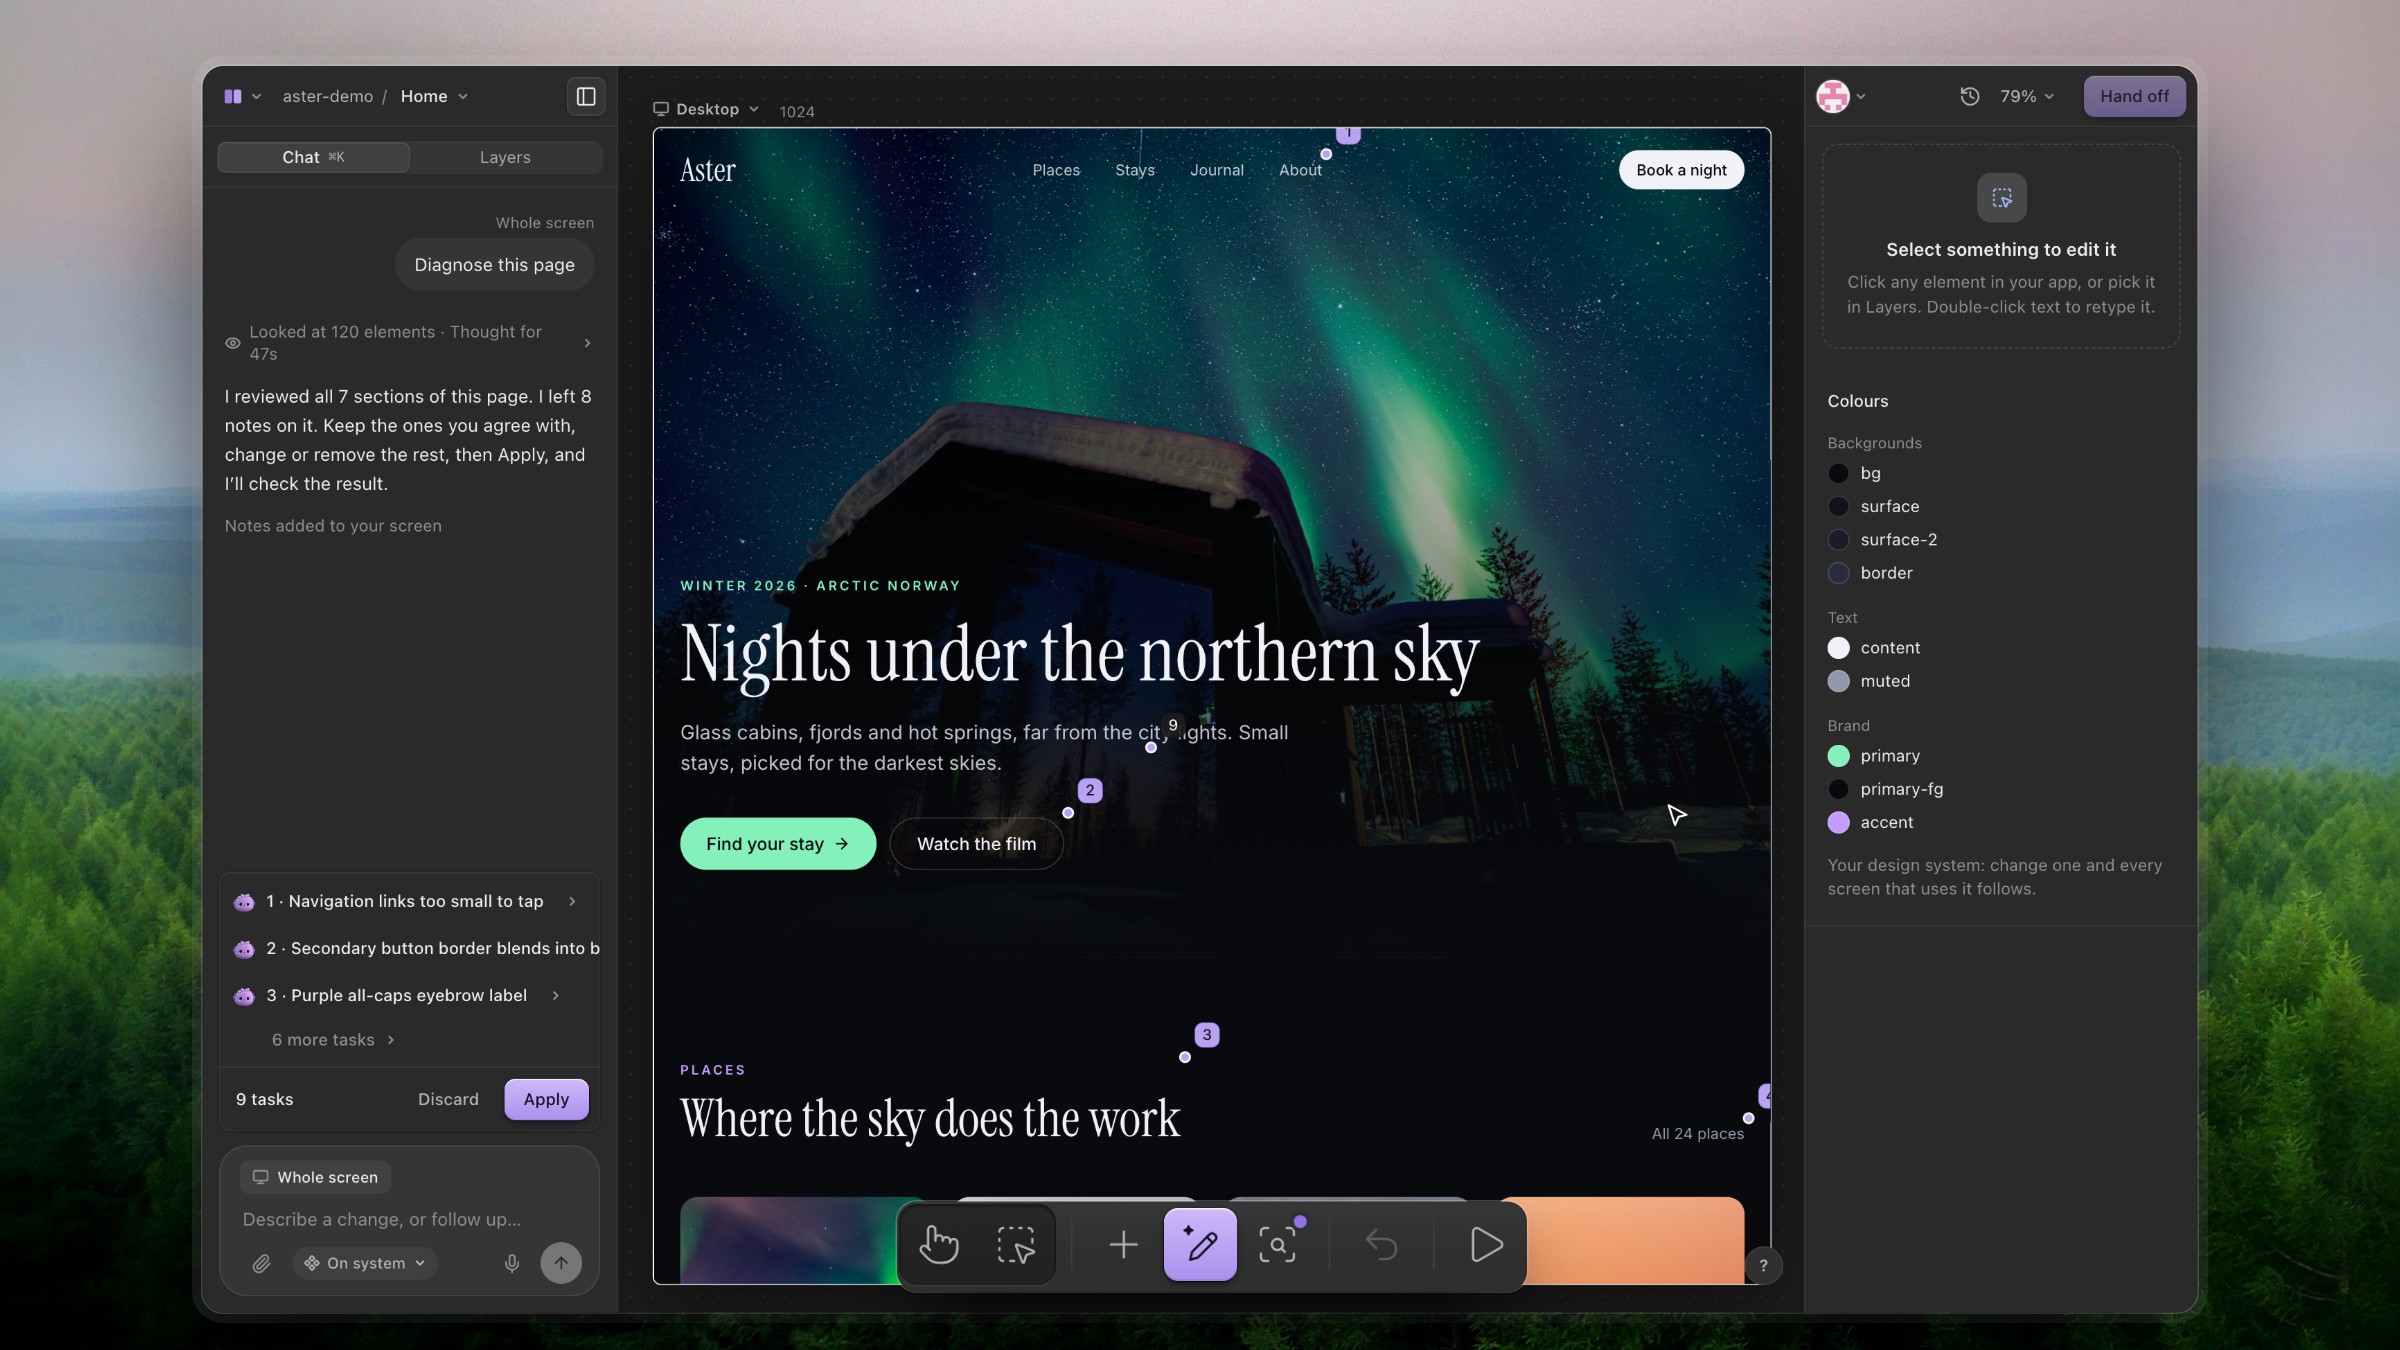 aster-demo / Home
Chat ⌘K
Layers
Whole screen
Diagnose this page
Looked at 120 elements · Thought for
47s
I reviewed all 7 sections of this page. I left 8
notes on it. Keep the ones you agree with,
change or remove the rest, then Apply, and
I'll check the result.
Notes added to your screen
1 · Navigation links too small to tap
2 · Secondary button border blends into b
3 · Purple all-caps eyebrow label
6 more tasks
9 tasks
Discard
Apply
Whole screen
Describe a change, or follow up...
On system
Desktop
1024
1
Aster
Places
Stays
Journal
About
Book a night
WINTER 2026 · ARCTIC NORWAY
Nights under the northern sky
9
Glass cabins, fjords and hot springs, far from the city lights. Small
stays, picked for the darkest skies.
2
Find your stay →
Watch the film
3
PLACES
Where the sky does the work
4
All 24 places
?
79%
Hand off
Select something to edit it
Click any element in your app, or pick it
in Layers. Double-click text to retype it.
Colours
Backgrounds
bg
surface
surface-2
border
Text
content
muted
Brand
primary
primary-fg
accent
Your design system: change one and every
screen that uses it follows.